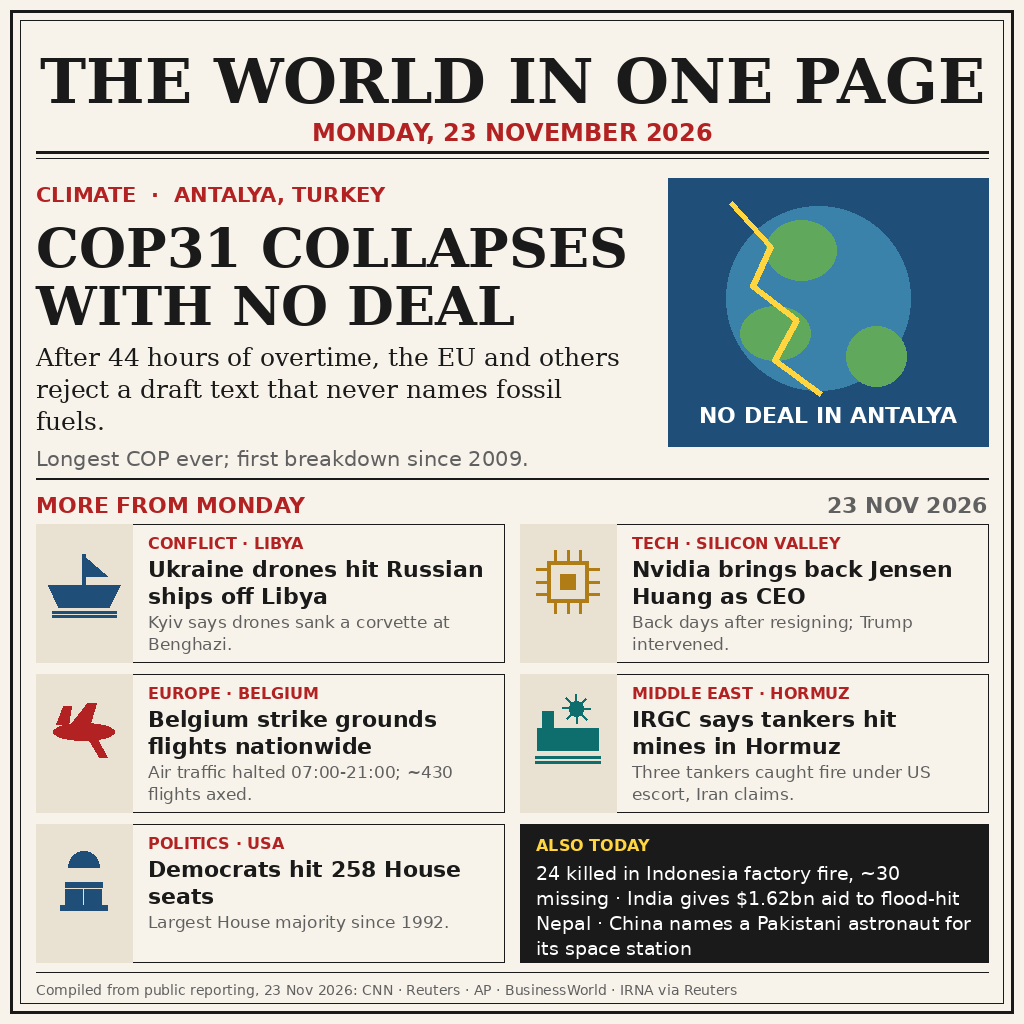 THE WORLD IN ONE PAGE
MONDAY, 23 NOVEMBER 2026
CLIMATE · ANTALYA, TURKEY
COP31 COLLAPSES
WITH NO DEAL
After 44 hours of overtime, the EU and others
reject a draft text that never names fossil
fuels.
Longest COP ever; first breakdown since 2009.
NO DEAL IN ANTALYA
MORE FROM MONDAY
23 NOV 2026
CONFLICT · LIBYA
Ukraine drones hit Russian
ships off Libya
Kyiv says drones sank a corvette at
Benghazi.
TECH · SILICON VALLEY
Nvidia brings back Jensen
Huang as CEO
Back days after resigning; Trump
intervened.
EUROPE · BELGIUM
Belgium strike grounds
flights nationwide
Air traffic halted 07:00-21:00; ~430
flights axed.
MIDDLE EAST · HORMUZ
IRGC says tankers hit
mines in Hormuz
Three tankers caught fire under US
escort, Iran claims.
POLITICS · USA
Democrats hit 258 House
seats
Largest House majority since 1992.
ALSO TODAY
24 killed in Indonesia factory fire, ~30
missing · India gives $1.62bn aid to flood-hit
Nepal · China names a Pakistani astronaut for
its space station
Compiled from public reporting, 23 Nov 2026: CNN · Reuters · AP · BusinessWorld · IRNA via Reuters